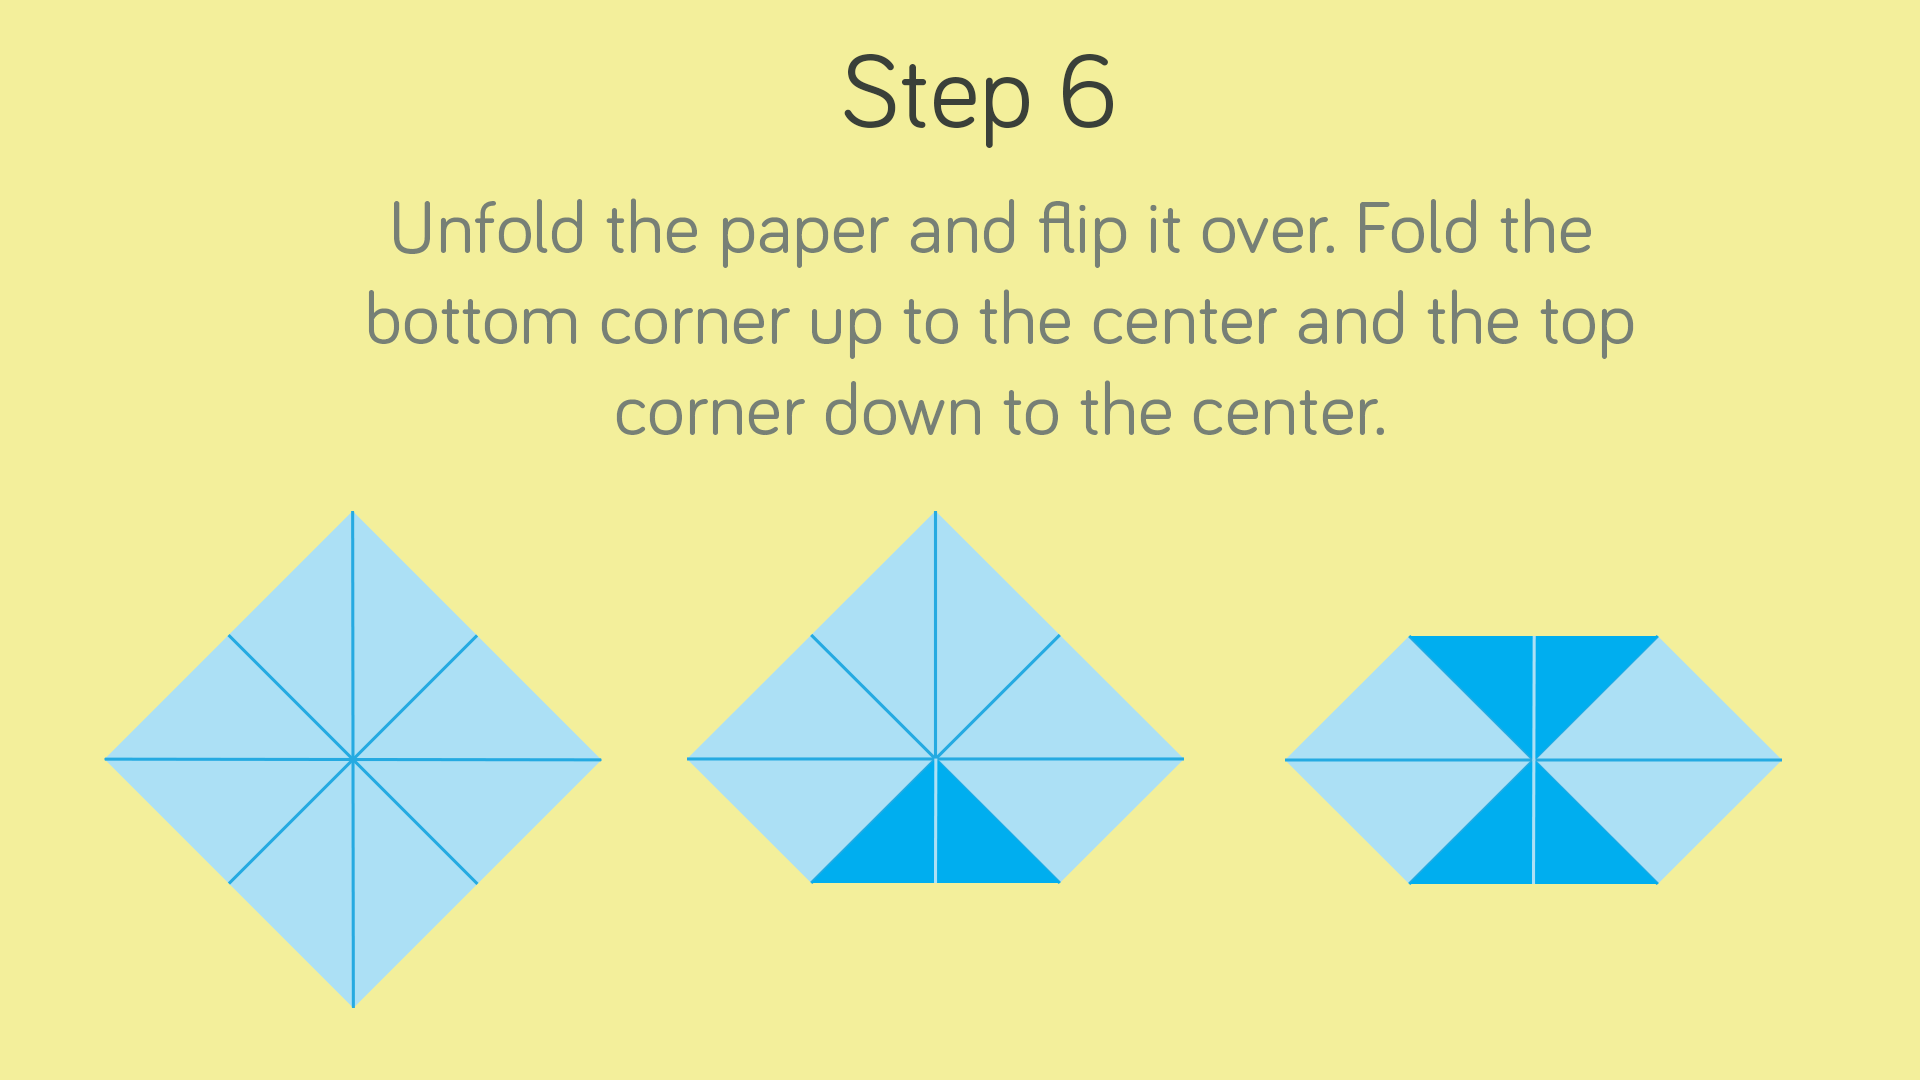 Step 6
Unfold the paper and flip it over. Fold the
bottom corner up to the center and the top
corner down to the center.